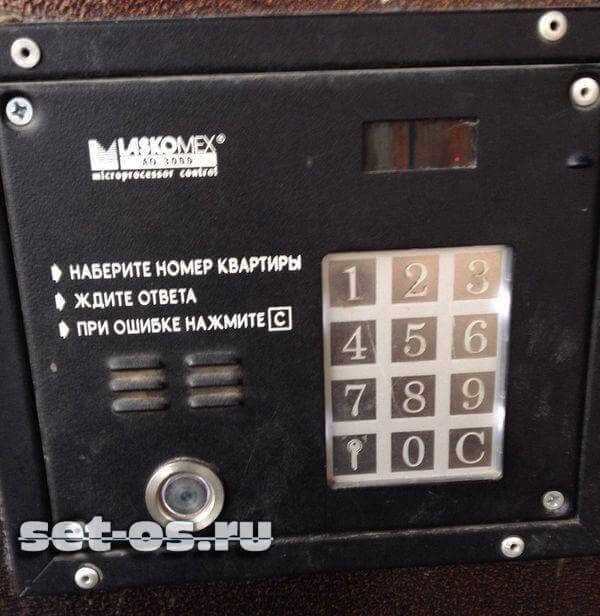 LASKOMEX®
AO 3000
microprocessor control
НАБЕРИТЕ НОМЕР КВАРТИРЫ
ЖДИТЕ ОТВЕТА
ПРИ ОШИБКЕ НАЖМИТЕ C
1 2 3
4 5 6
7 8 9
0 C
set-os.ru